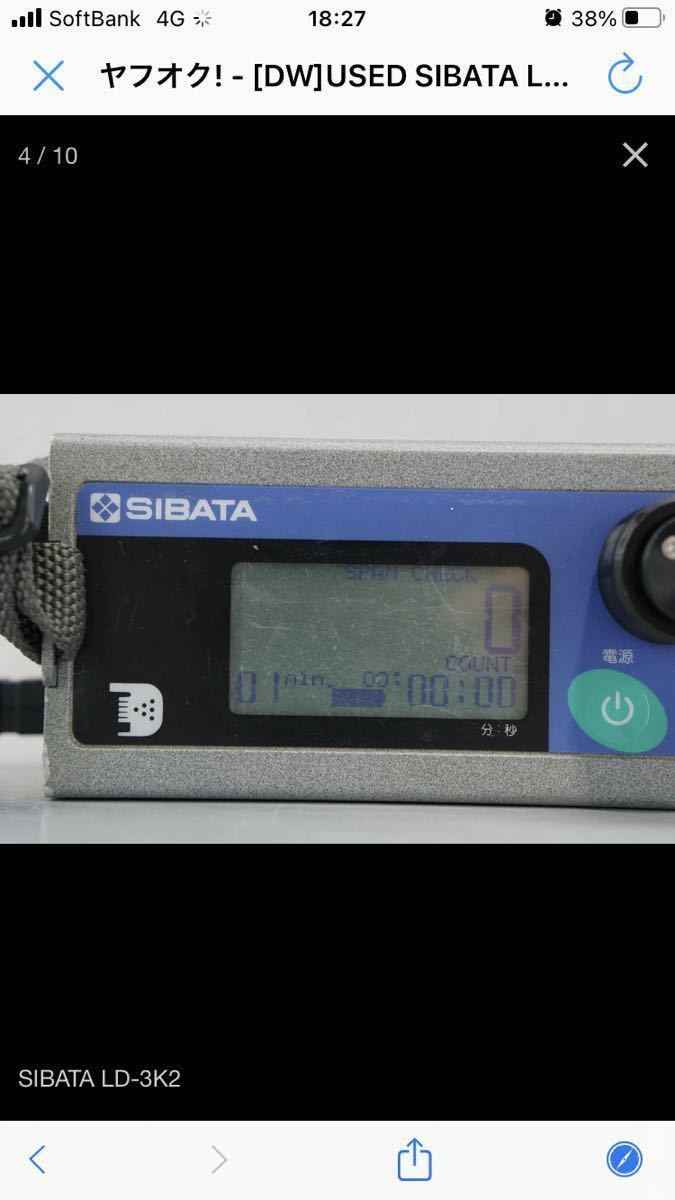 SoftBank 4G 18:27 38%
ヤフオク! - [DW]USED SIBATA L...
4 / 10
SIBATA
SPAN CHECK
0
COUNT
01 min. 00:00:00
電源
分:秒
SIBATA LD-3K2